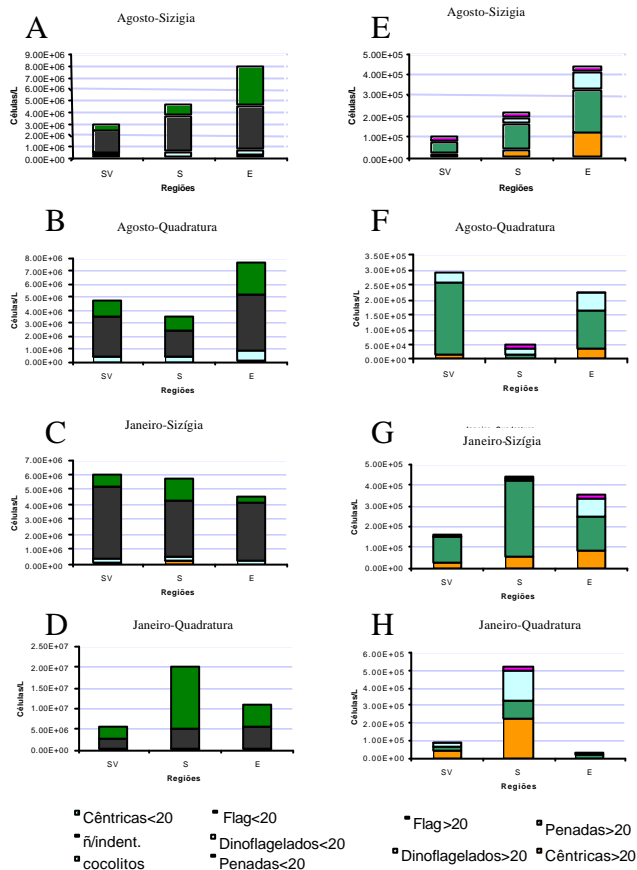 A
Agosto-Sizigia
9.00E+06
8.00E+06
7.00E+06
6.00E+06
5.00E+06
4.00E+06
3.00E+06
2.00E+06
1.00E+06
0.00E+00
Células/L
SV S E
Regiões
E
Agosto-Sizigia
5.00E+05
4.00E+05
3.00E+05
2.00E+05
1.00E+05
0.00E+00
Células/L
SV S E
Regiões
B
Agosto-Quadratura
8.00E+06
7.00E+06
6.00E+06
5.00E+06
4.00E+06
3.00E+06
2.00E+06
1.00E+06
0.00E+00
Células/L
SV S E
Regiões
F
Agosto-Quadratura
3.50E+05
3.00E+05
2.50E+05
2.00E+05
1.50E+05
1.00E+05
5.00E+04
0.00E+00
Células/L
SV S E
Regiões
C
Janeiro-Sizígia
7.00E+06
6.00E+06
5.00E+06
4.00E+06
3.00E+06
2.00E+06
1.00E+06
0.00E+00
Células/L
SV S E
Regiões
G
Janeiro-Sizígia
5.00E+05
4.00E+05
3.00E+05
2.00E+05
1.00E+05
0.00E+00
Células/L
SV S E
Regiões
D
Janeiro-Quadratura
2.50E+07
2.00E+07
1.50E+07
1.00E+07
5.00E+06
0.00E+00
Células/L
SV S E
Regiões
H
Janeiro-Quadratura
6.00E+05
5.00E+05
4.00E+05
3.00E+05
2.00E+05
1.00E+05
0.00E+00
Células/L
SV S E
Regiões
Cêntricas<20
ñ/indent.
cocolitos
Flag<20
Dinoflagelados<20
Penadas<20
Flag>20
Dinoflagelados>20
Penadas>20
Cêntricas>20